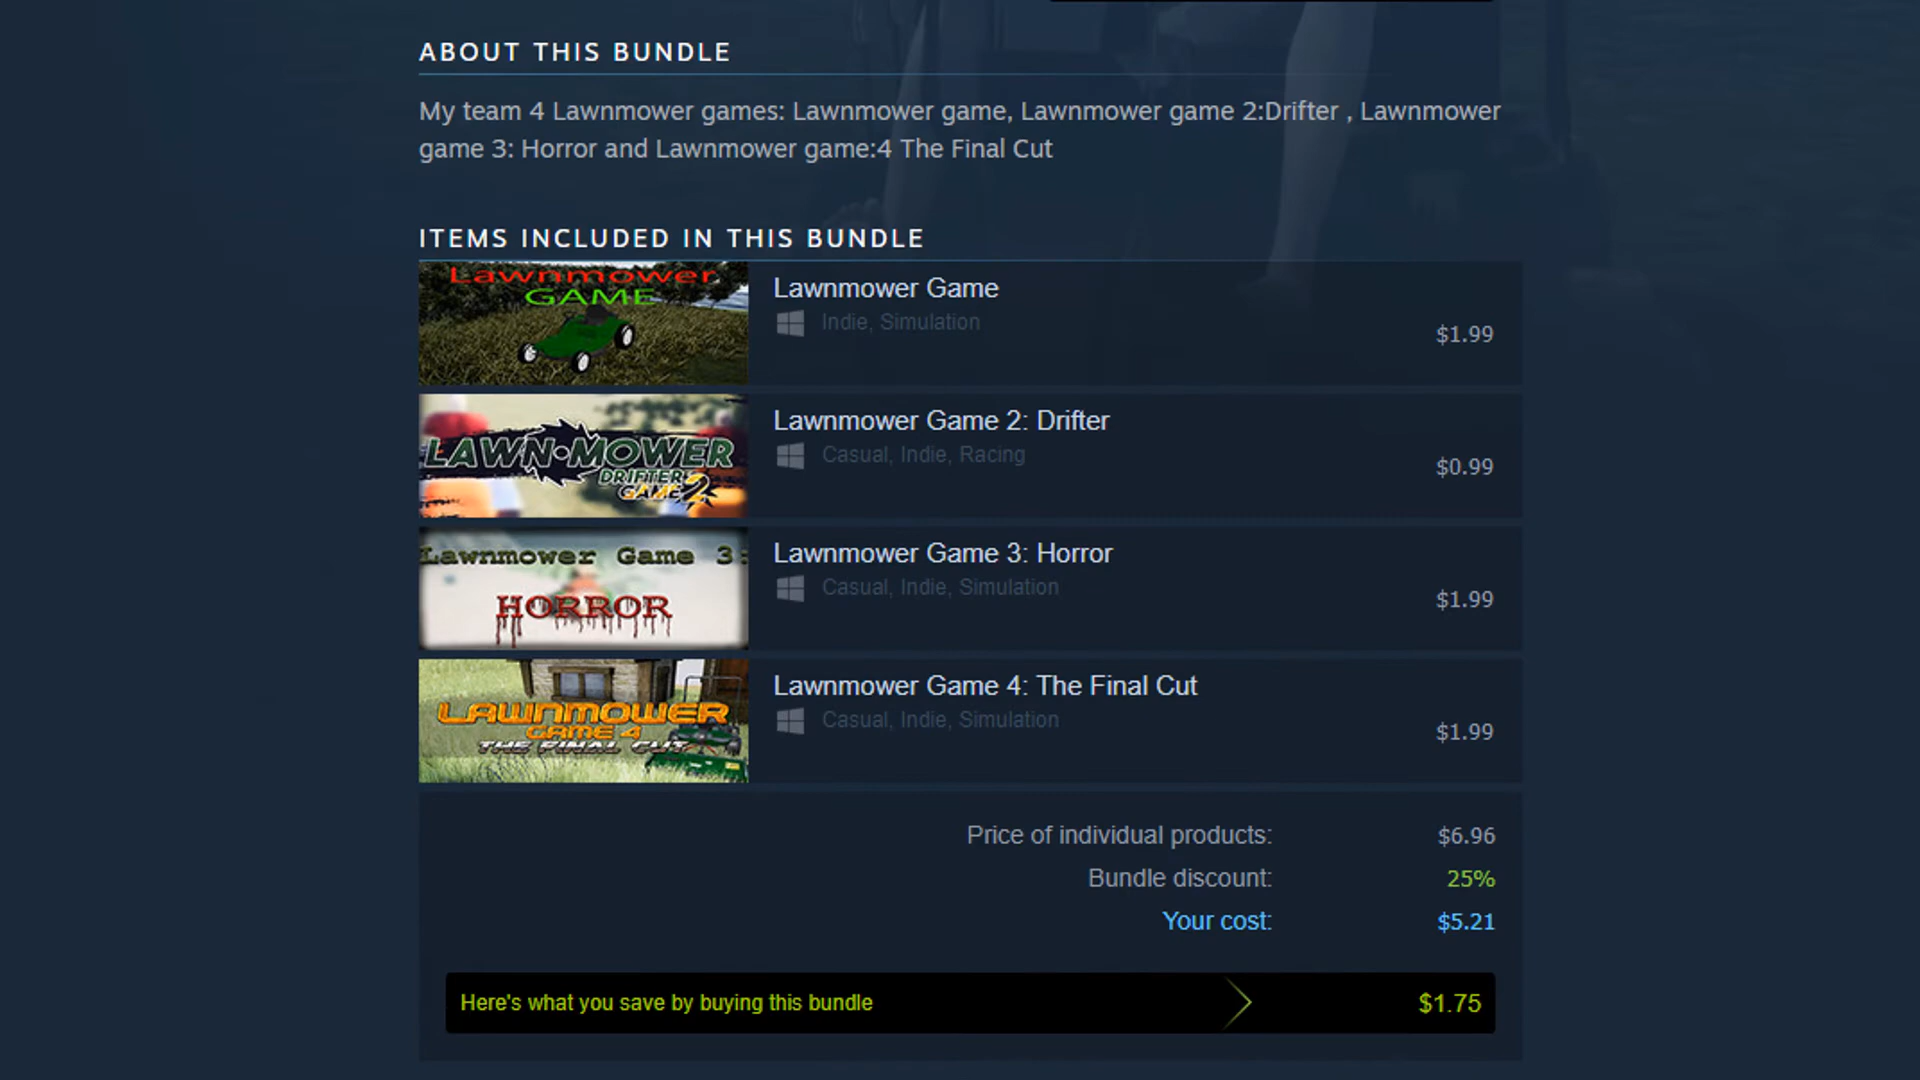 ABOUT THIS BUNDLE
My team 4 Lawnmower games: Lawnmower game, Lawnmower game 2:Drifter , Lawnmower
game 3: Horror and Lawnmower game:4 The Final Cut
ITEMS INCLUDED IN THIS BUNDLE
Lawnmower
GAME
Lawnmower Game
Indie, Simulation
$1.99
LAWN•MOWER
DRIFTER
GAME 2
Lawnmower Game 2: Drifter
Casual, Indie, Racing
$0.99
Lawnmower Game 3:
HORROR
Lawnmower Game 3: Horror
Casual, Indie, Simulation
$1.99
LAWNMOWER
GAME 4
THE FINAL CUT
Lawnmower Game 4: The Final Cut
Casual, Indie, Simulation
$1.99
Price of individual products: $6.96
Bundle discount: 25%
Your cost: $5.21
Here's what you save by buying this bundle $1.75